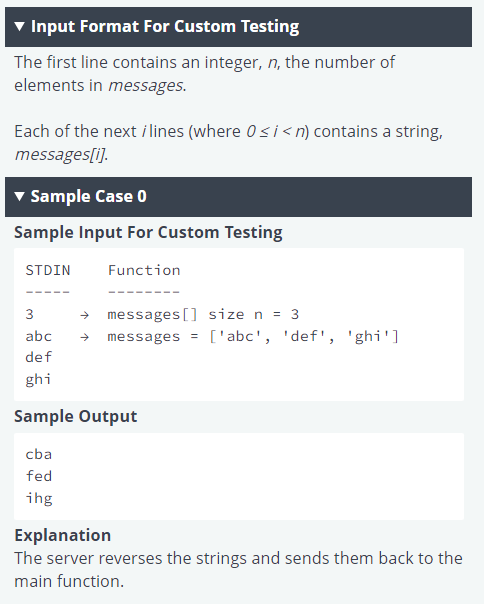 ▼ Input Format For Custom Testing
The first line contains an integer, n, the number of
elements in messages.
Each of the next i lines (where 0 ≤ i < n) contains a string,
messages[i].
▼ Sample Case 0
Sample Input For Custom Testing
STDIN    Function
-----    --------
3    →  messages[] size n = 3
abc  →  messages = ['abc', 'def', 'ghi']
def
ghi
Sample Output
cba
fed
ihg
Explanation
The server reverses the strings and sends them back to the
main function.